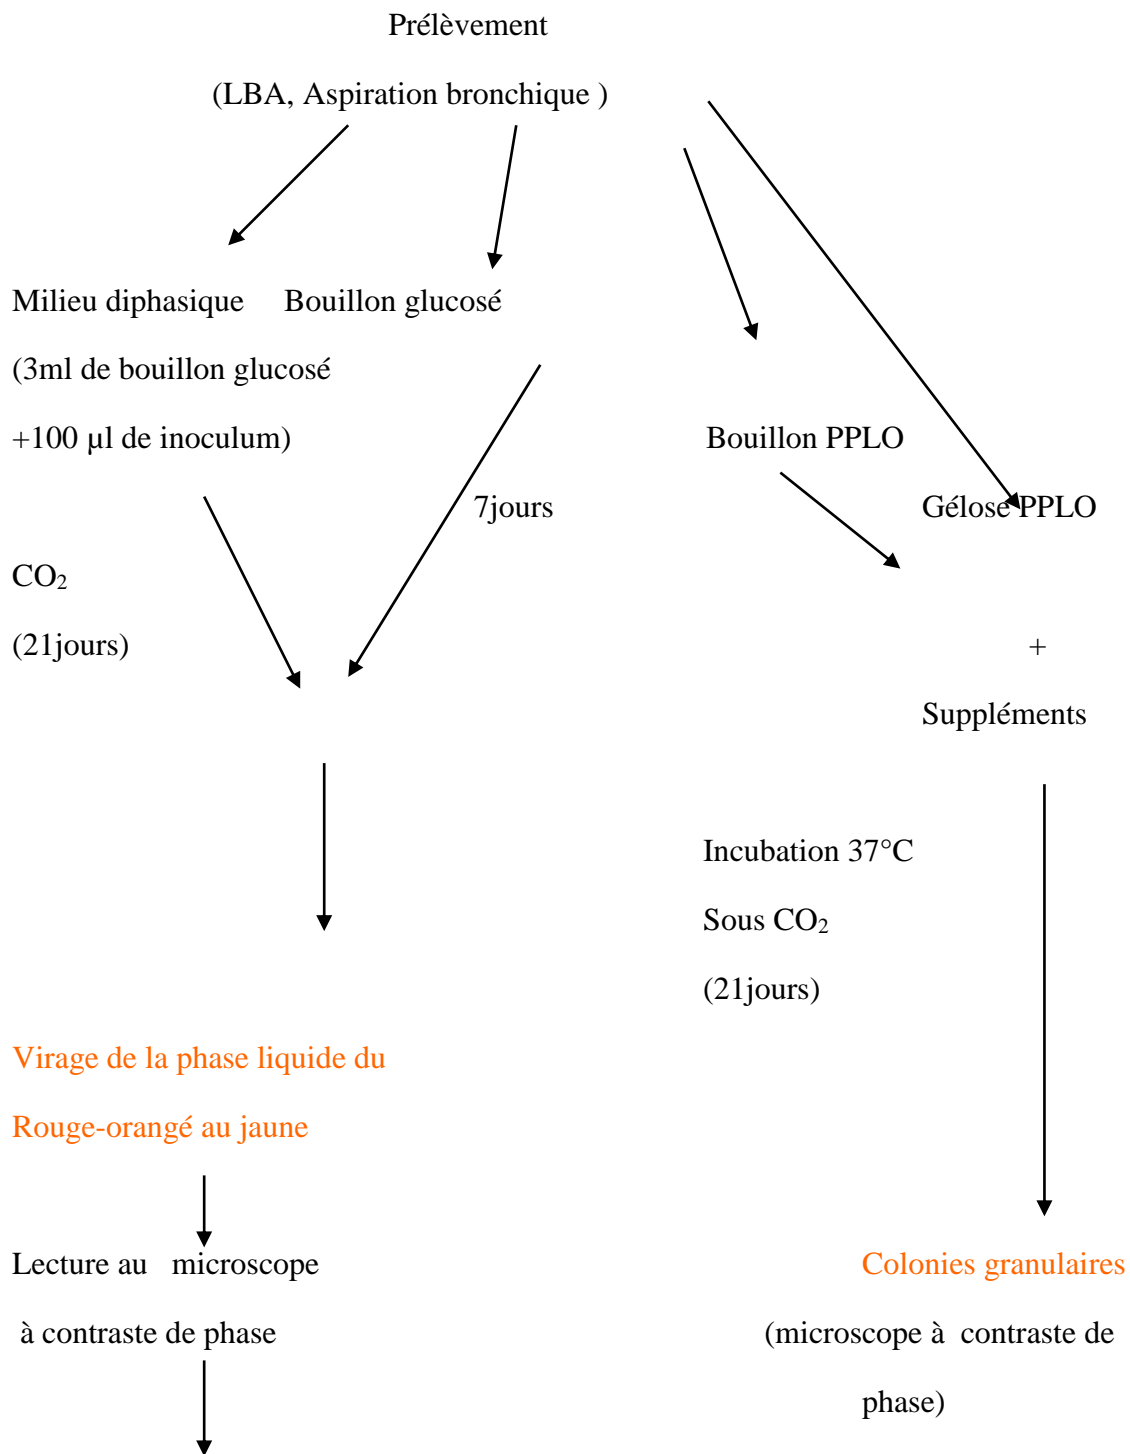 Prélèvement
(LBA, Aspiration bronchique )
Milieu diphasique Bouillon glucosé
(3ml de bouillon glucosé
+100 µl de inoculum)
Bouillon PPLO
7jours
Gélose PPLO
CO₂
(21jours)
+
Suppléments
Incubation 37°C
Sous CO₂
(21jours)
Virage de la phase liquide du
Rouge-orangé au jaune
Lecture au microscope
à contraste de phase
Colonies granulaires
(microscope à contraste de
phase)